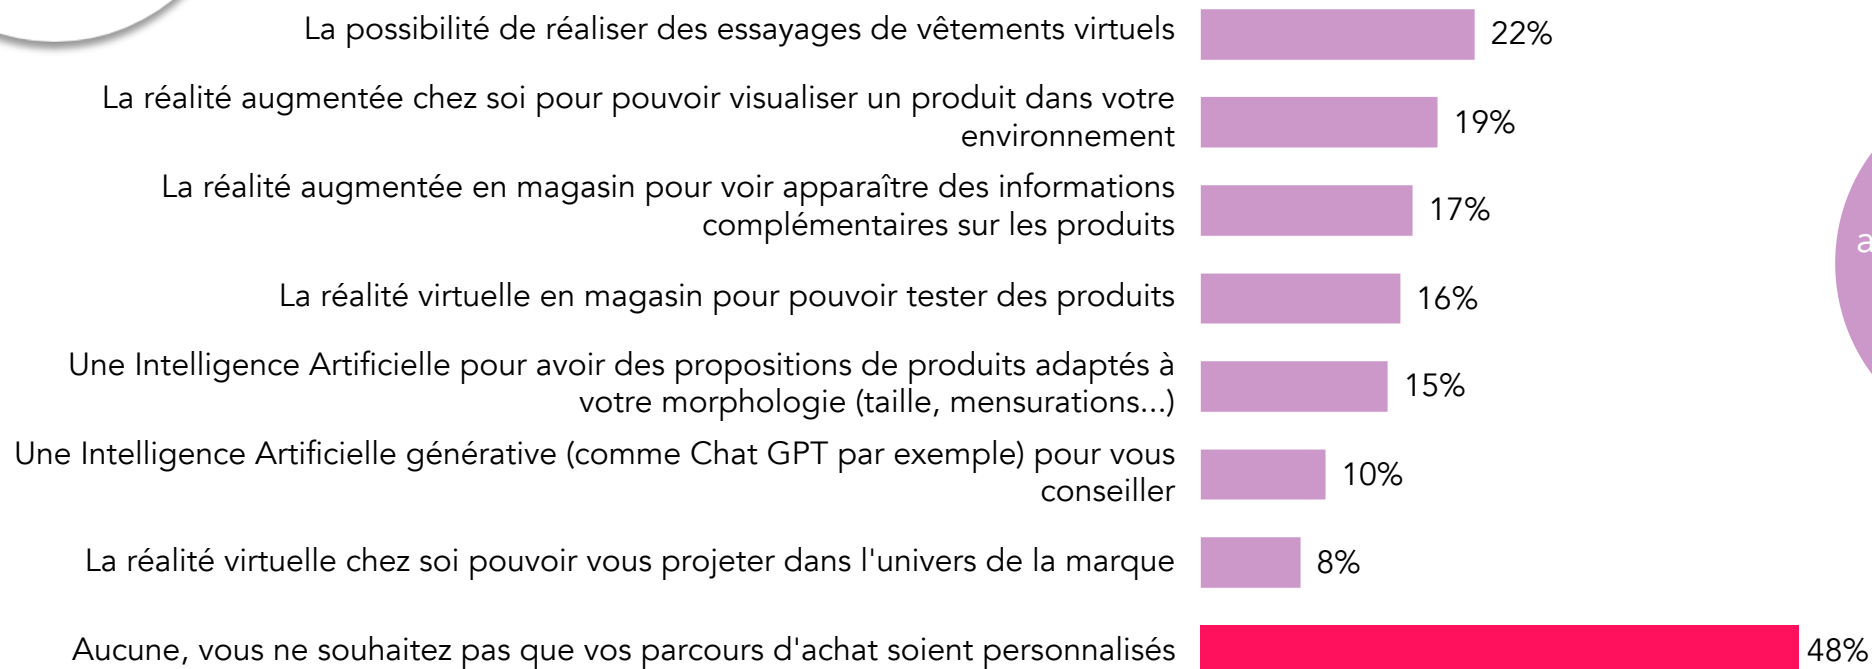 La possibilité de réaliser des essayages de vêtements virtuels 22%
La réalité augmentée chez soi pour pouvoir visualiser un produit dans votre
environnement 19%
La réalité augmentée en magasin pour voir apparaître des informations
complémentaires sur les produits 17%
La réalité virtuelle en magasin pour pouvoir tester des produits 16%
Une Intelligence Artificielle pour avoir des propositions de produits adaptés à
votre morphologie (taille, mensurations...) 15%
Une Intelligence Artificielle générative (comme Chat GPT par exemple) pour vous
conseiller 10%
La réalité virtuelle chez soi pouvoir vous projeter dans l'univers de la marque 8%
Aucune, vous ne souhaitez pas que vos parcours d'achat soient personnalisés 48%